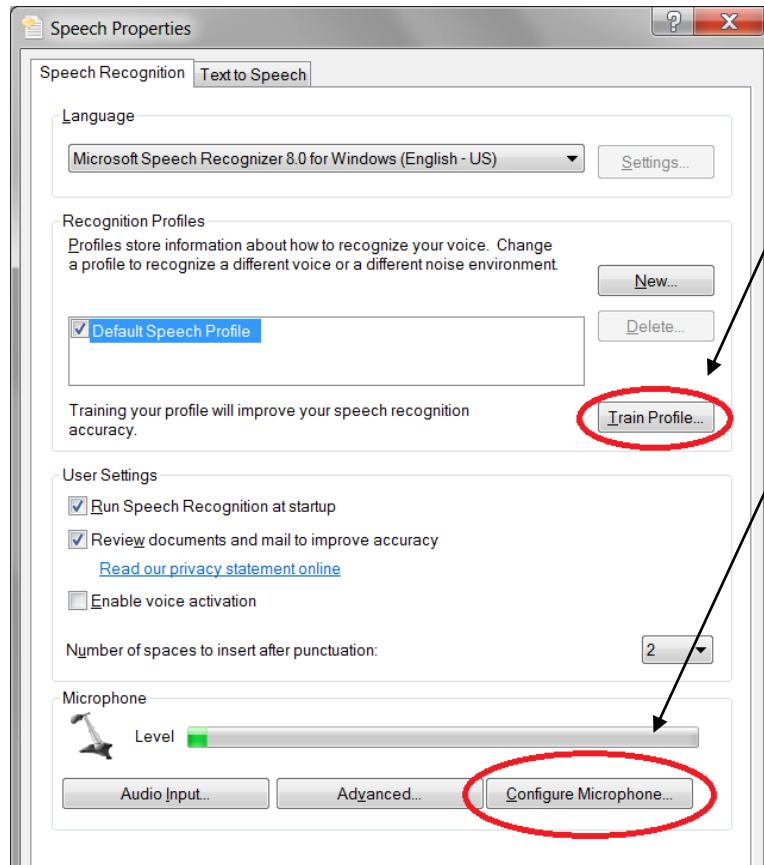 Speech Properties
Speech Recognition
Text to Speech
Language
Microsoft Speech Recognizer 8.0 for Windows (English - US)
Settings...
Recognition Profiles
Profiles store information about how to recognize your voice. Change
a profile to recognize a different voice or a different noise environment.
New...
Default Speech Profile
Delete...
Training your profile will improve your speech recognition
accuracy.
Train Profile...
User Settings
Run Speech Recognition at startup
Review documents and mail to improve accuracy
Read our privacy statement online
Enable voice activation
Number of spaces to insert after punctuation:
2
Microphone
Level
Audio Input...
Advanced...
Configure Microphone...